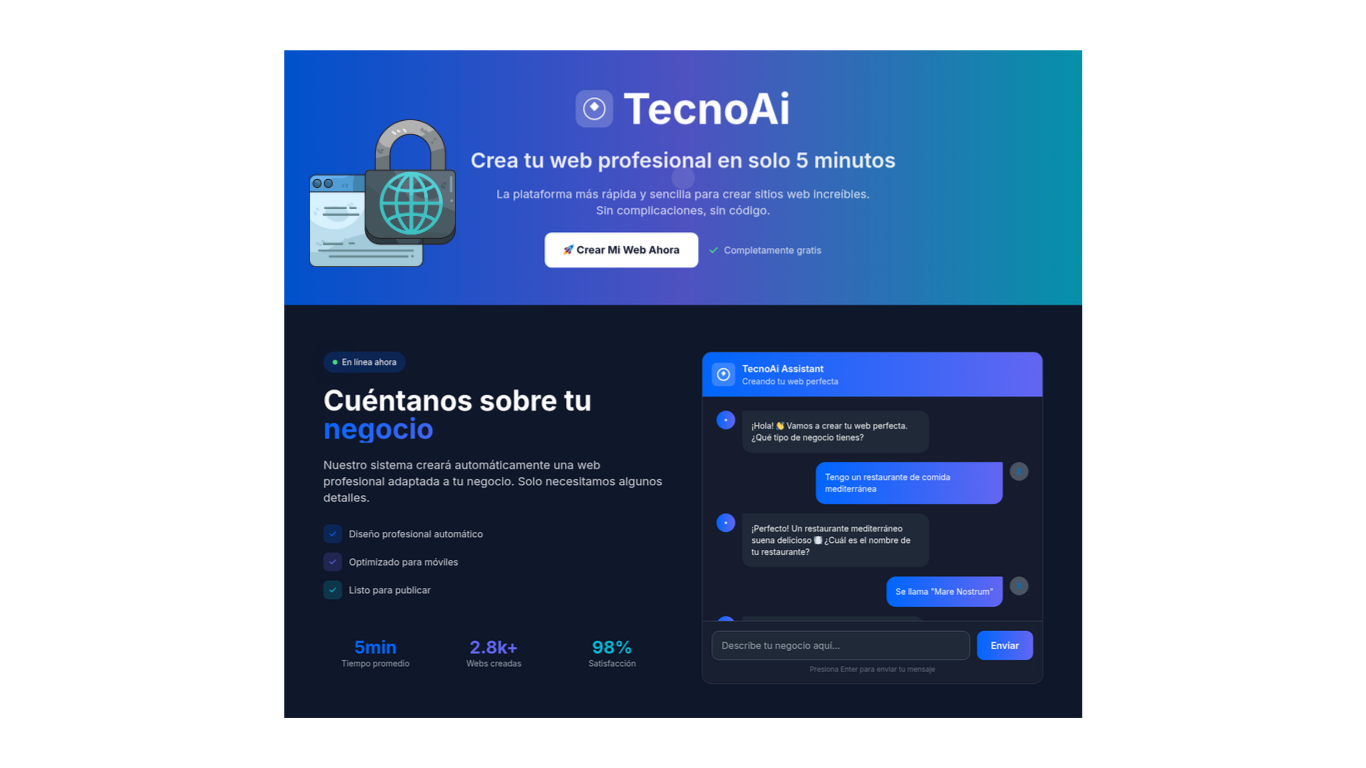 TecnoAi
Crea tu web profesional en solo 5 minutos
La plataforma más rápida y sencilla para crear sitios web increíbles.
Sin complicaciones, sin código.
🚀 Crear Mi Web Ahora
✓ Completamente gratis
En línea ahora
Cuéntanos sobre tu
negocio
Nuestro sistema creará automáticamente una web
profesional adaptada a tu negocio. Solo necesitamos algunos
detalles.
Diseño profesional automático
Optimizado para móviles
Listo para publicar
5min
Tiempo promedio
2.8k+
Webs creadas
98%
Satisfacción
TecnoAi Assistant
Creando tu web perfecta
¡Hola! 👋 Vamos a crear tu web perfecta.
¿Qué tipo de negocio tienes?
Tengo un restaurante de comida
mediterránea
¡Perfecto! Un restaurante mediterráneo
suena delicioso 🍽️ ¿Cuál es el nombre de
tu restaurante?
Se llama "Mare Nostrum"
Describe tu negocio aquí...
Enviar
Presiona Enter para enviar tu mensaje